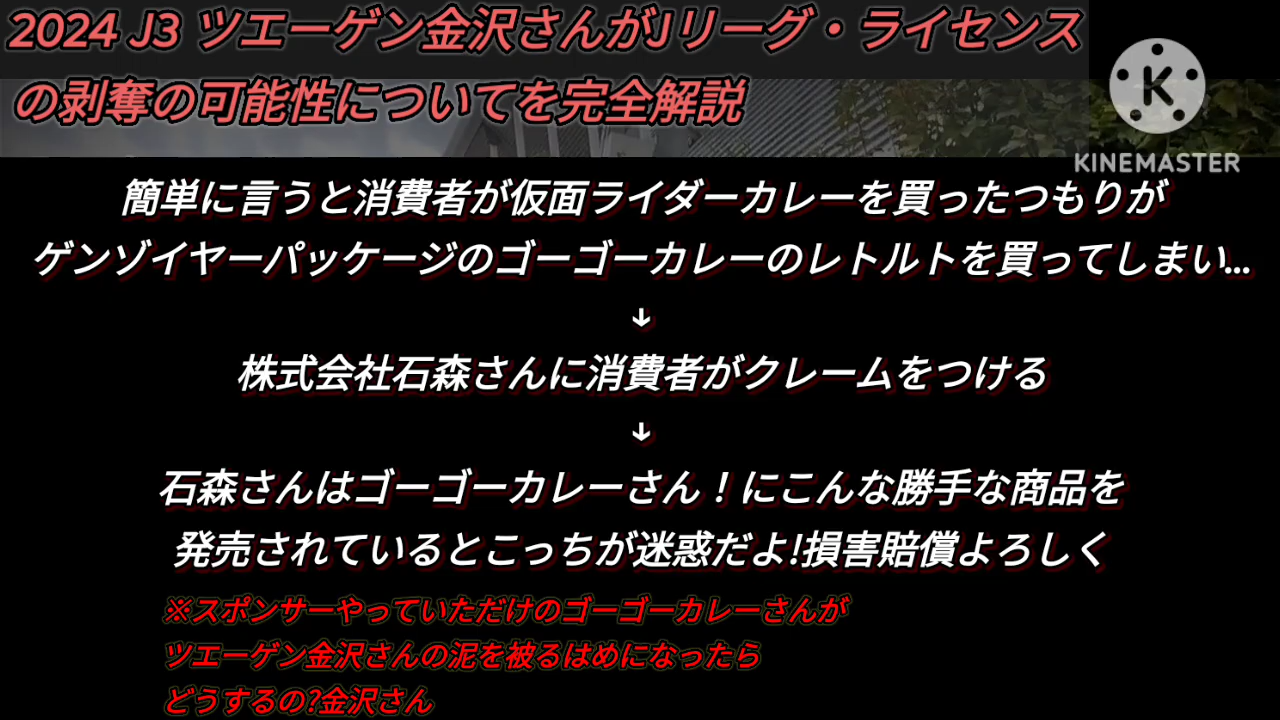 2024 J3 ツエーゲン金沢さんがJリーグ・ライセンス
の剥奪の可能性についてを完全解説
KINEMASTER
簡単に言うと消費者が仮面ライダーカレーを買ったつもりが
ゲンゾイヤーパッケージのゴーゴーカレーのレトルトを買ってしまい...
↓
株式会社石森さんに消費者がクレームをつける
↓
石森さんはゴーゴーカレーさん！にこんな勝手な商品を
発売されているとこっちが迷惑だよ!損害賠償よろしく
※スポンサーやっていただけのゴーゴーカレーさんが
ツエーゲン金沢さんの泥を被るはめになったら
どうするの?金沢さん